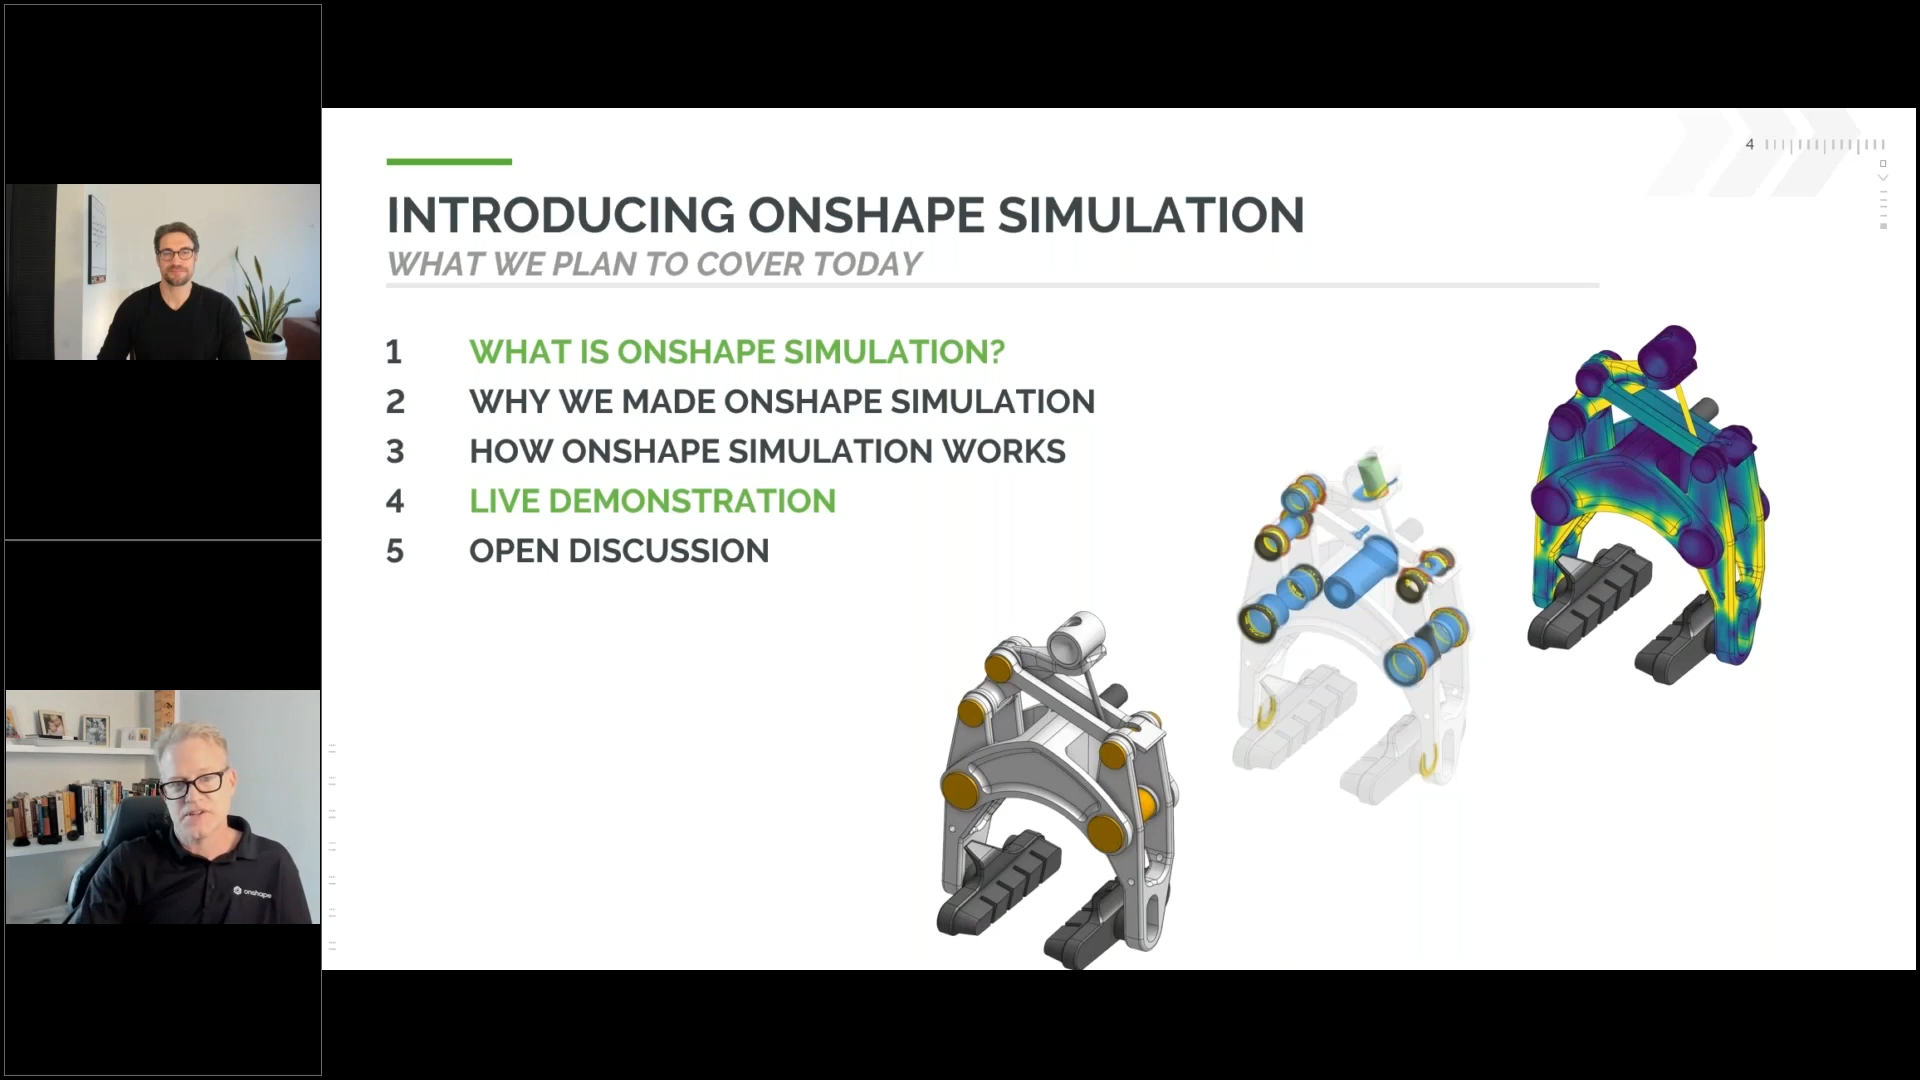 4
INTRODUCING ONSHAPE SIMULATION
WHAT WE PLAN TO COVER TODAY
1 WHAT IS ONSHAPE SIMULATION?
2 WHY WE MADE ONSHAPE SIMULATION
3 HOW ONSHAPE SIMULATION WORKS
4 LIVE DEMONSTRATION
5 OPEN DISCUSSION
onshape